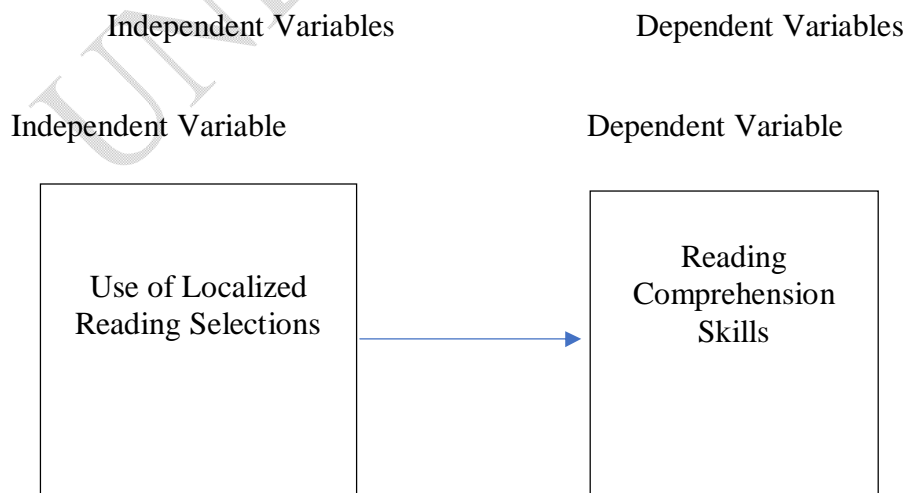 Independent Variables Dependent Variables
Independent Variable Dependent Variable
Use of Localized
Reading Selections
Reading
Comprehension
Skills